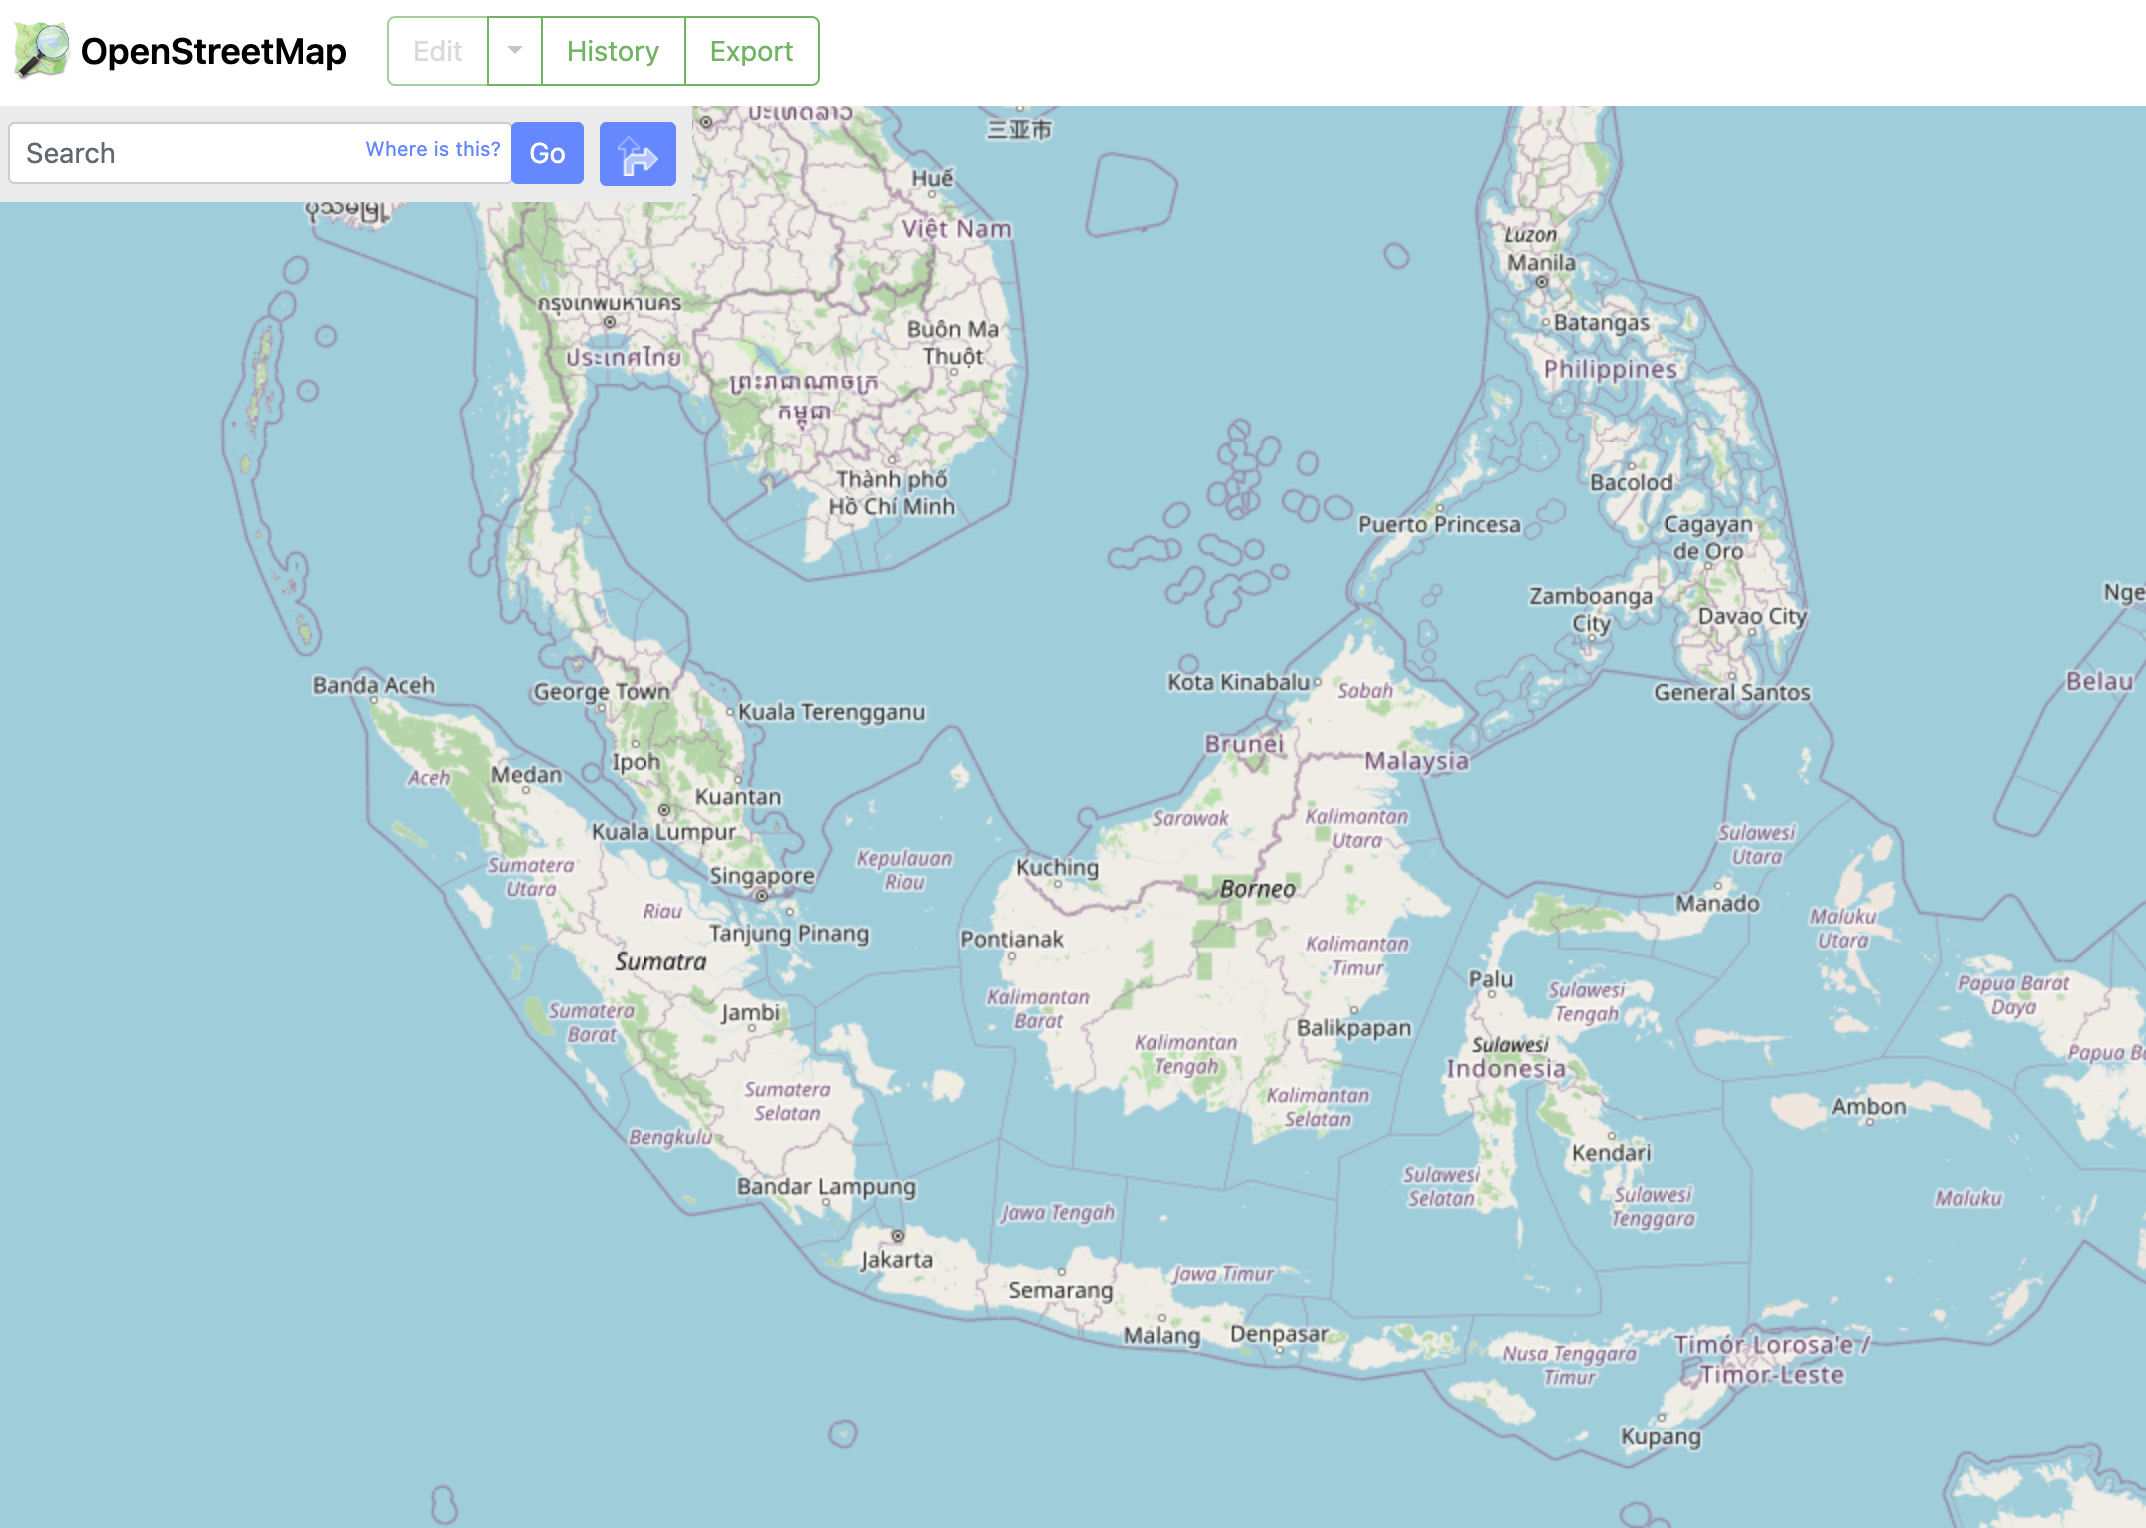 OpenStreetMap
Edit
History
Export
Search
Where is this?
Go
三亚市
Huế
Việt Nam
Luzon
Manila
กรุงเทพมหานคร
Batangas
Buôn Ma
Thuột
ประเทศไทย
Philippines
ព្រះរាជាណាចក្រ
កម្ពុជា
Thành phố
Hồ Chí Minh
Bacolod
Puerto Princesa
Cagayan
de Oro
Zamboanga
City
Davao City
Nge
Belau
Banda Aceh
George Town
Kota Kinabalu
Sabah
General Santos
Kuala Terengganu
Brunei
Malaysia
Ipoh
Aceh
Medan
Kuantan
Kuala Lumpur
Sarawak
Kalimantan
Utara
Sulawesi
Utara
Sumatera
Utara
Singapore
Kepulauan
Riau
Kuching
Borneo
Manado
Riau
Maluku
Utara
Tanjung Pinang
Pontianak
Kalimantan
Timur
Sumatra
Palu
Sulawesi
Tengah
Papua Barat
Daya
Kalimantan
Barat
Sumatera
Barat
Jambi
Balikpapan
Kalimantan
Tengah
Sulawesi
Indonesia
Papua Ba
Sumatera
Selatan
Kalimantan
Selatan
Ambon
Bengkulu
Kendari
Sulawesi
Selatan
Bandar Lampung
Sulawesi
Tenggara
Maluku
Jawa Tengah
Jakarta
Jawa Timur
Semarang
Malang
Denpasar
Nusa Tenggara
Timur
Timór Lorosa'e /
Timor-Leste
Kupang